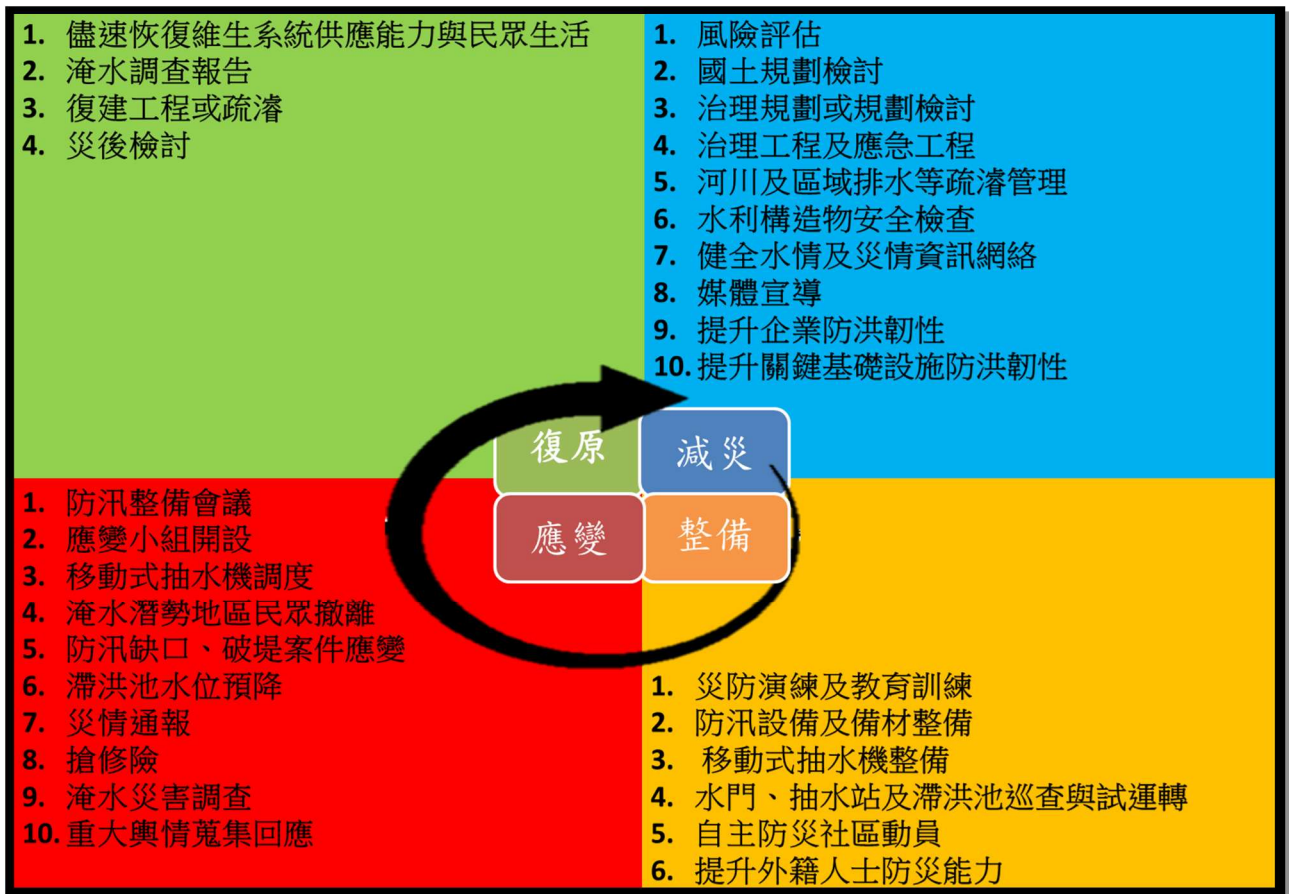 1. 儘速恢復維生系統供應能力與民眾生活
2. 淹水調查報告
3. 復建工程或疏濬
4. 災後檢討
1. 風險評估
2. 國土規劃檢討
3. 治理規劃或規劃檢討
4. 治理工程及應急工程
5. 河川及區域排水等疏濬管理
6. 水利構造物安全檢查
7. 健全水情及災情資訊網絡
8. 媒體宣導
9. 提升企業防洪韌性
10. 提升關鍵基礎設施防洪韌性
復原
減災
應變
整備
1. 防汛整備會議
2. 應變小組開設
3. 移動式抽水機調度
4. 淹水潛勢地區民眾撤離
5. 防汛缺口、破堤案件應變
6. 滯洪池水位預降
7. 災情通報
8. 搶修險
9. 淹水災害調查
10. 重大輿情蒐集回應
1. 災防演練及教育訓練
2. 防汛設備及備材整備
3. 移動式抽水機整備
4. 水門、抽水站及滯洪池巡查與試運轉
5. 自主防災社區動員
6. 提升外籍人士防災能力